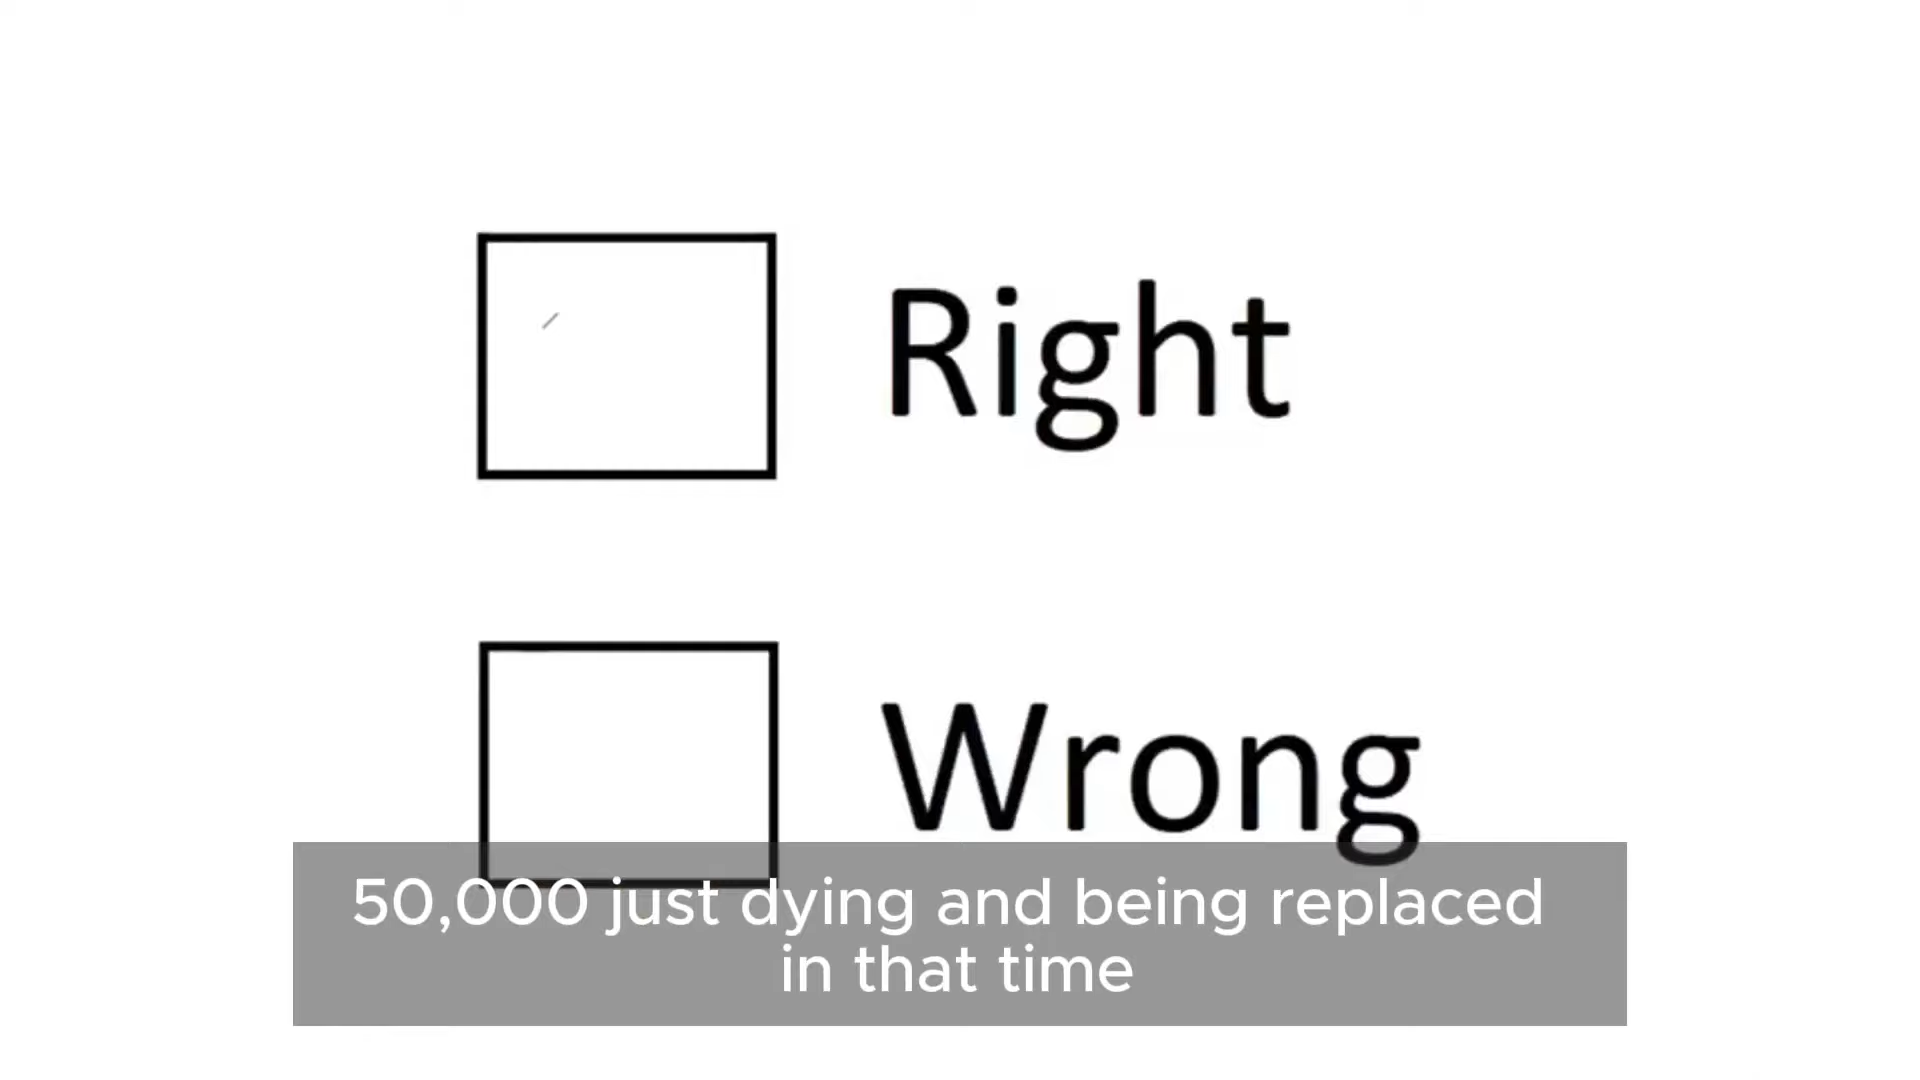 Right
Wrong
50,000 just dying and being replaced
in that time